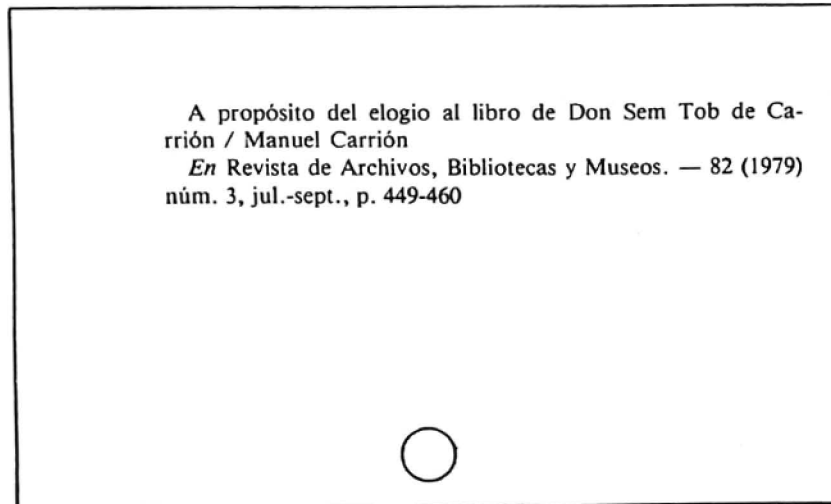 A propósito del elogio al libro de Don Sem Tob de Ca-
rrión / Manuel Carrión
En Revista de Archivos, Bibliotecas y Museos. — 82 (1979)
núm. 3, jul.-sept., p. 449-460